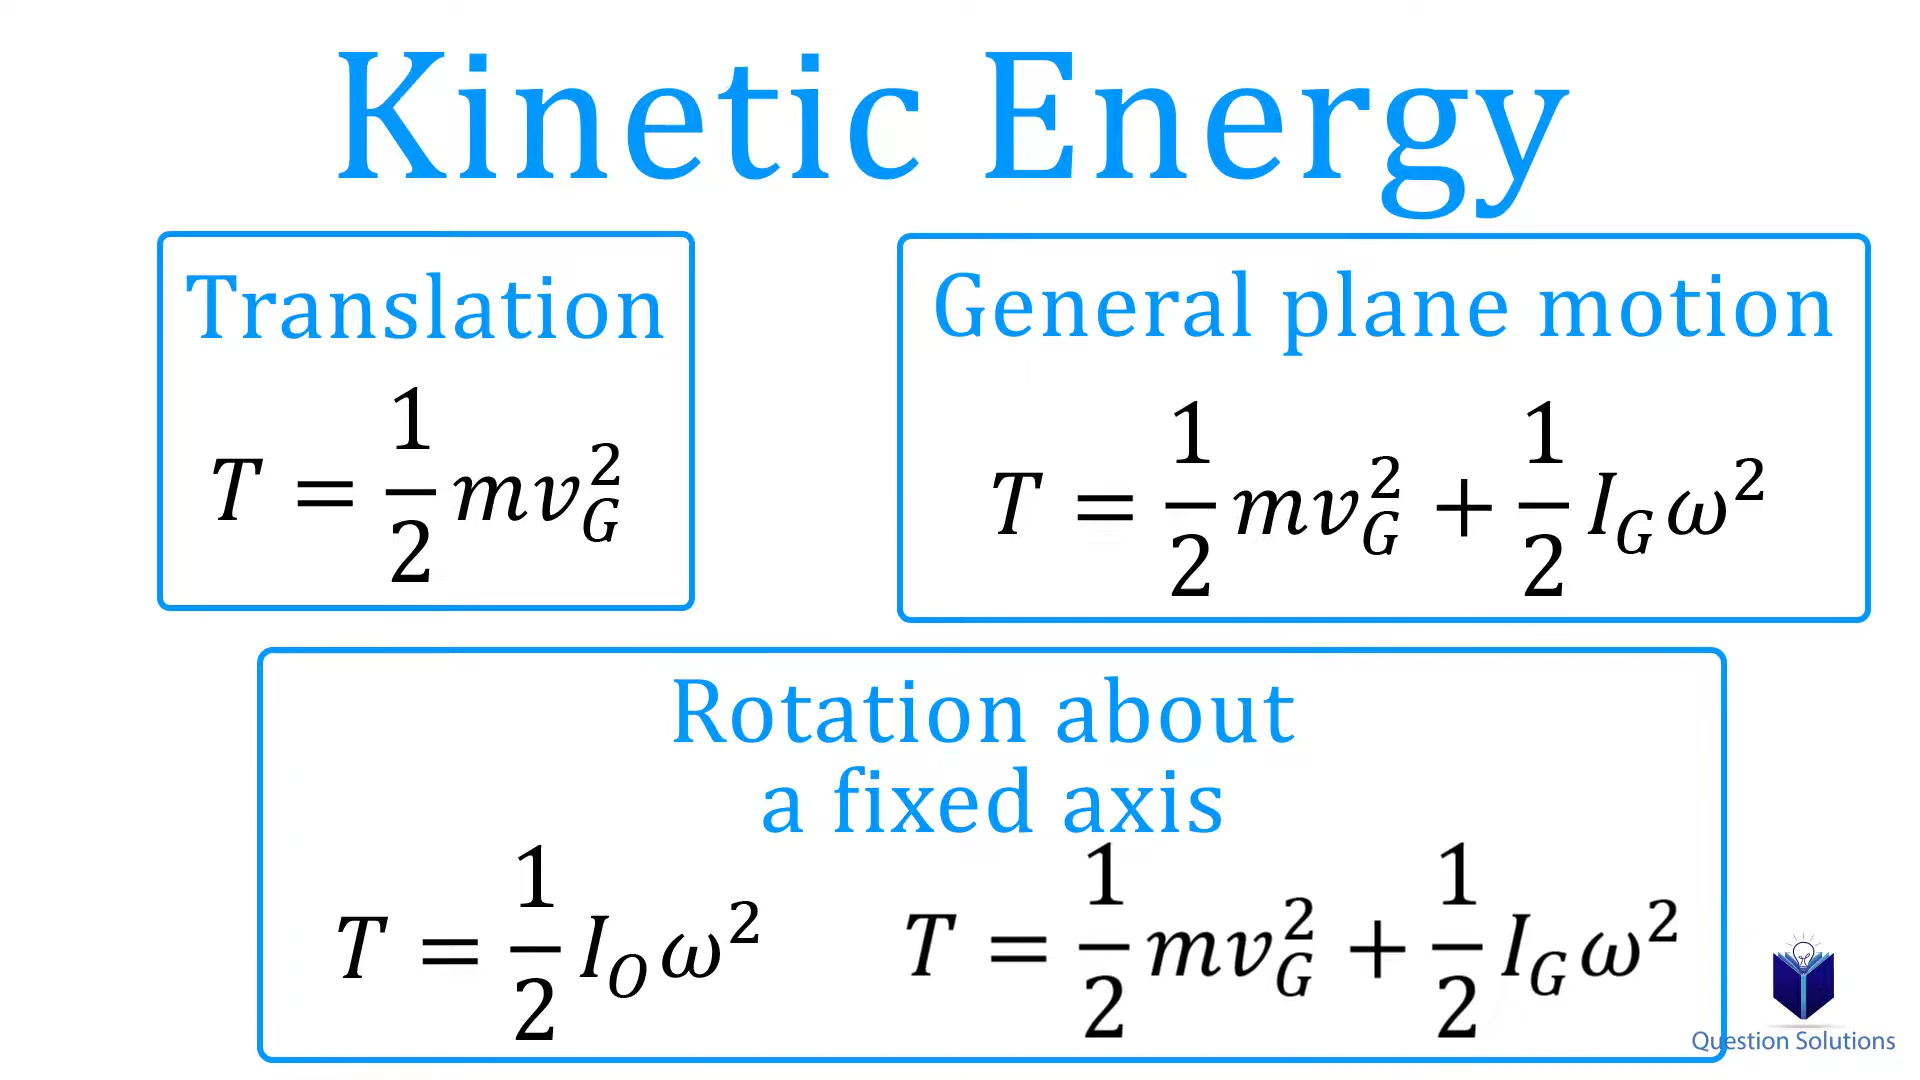 Kinetic Energy
Translation
T = 1/2 mv_G^2
General plane motion
T = 1/2 mv_G^2 + 1/2 I_G ω^2
Rotation about
a fixed axis
T = 1/2 I_O ω^2
T = 1/2 mv_G^2 + 1/2 I_G ω^2
Question Solutions